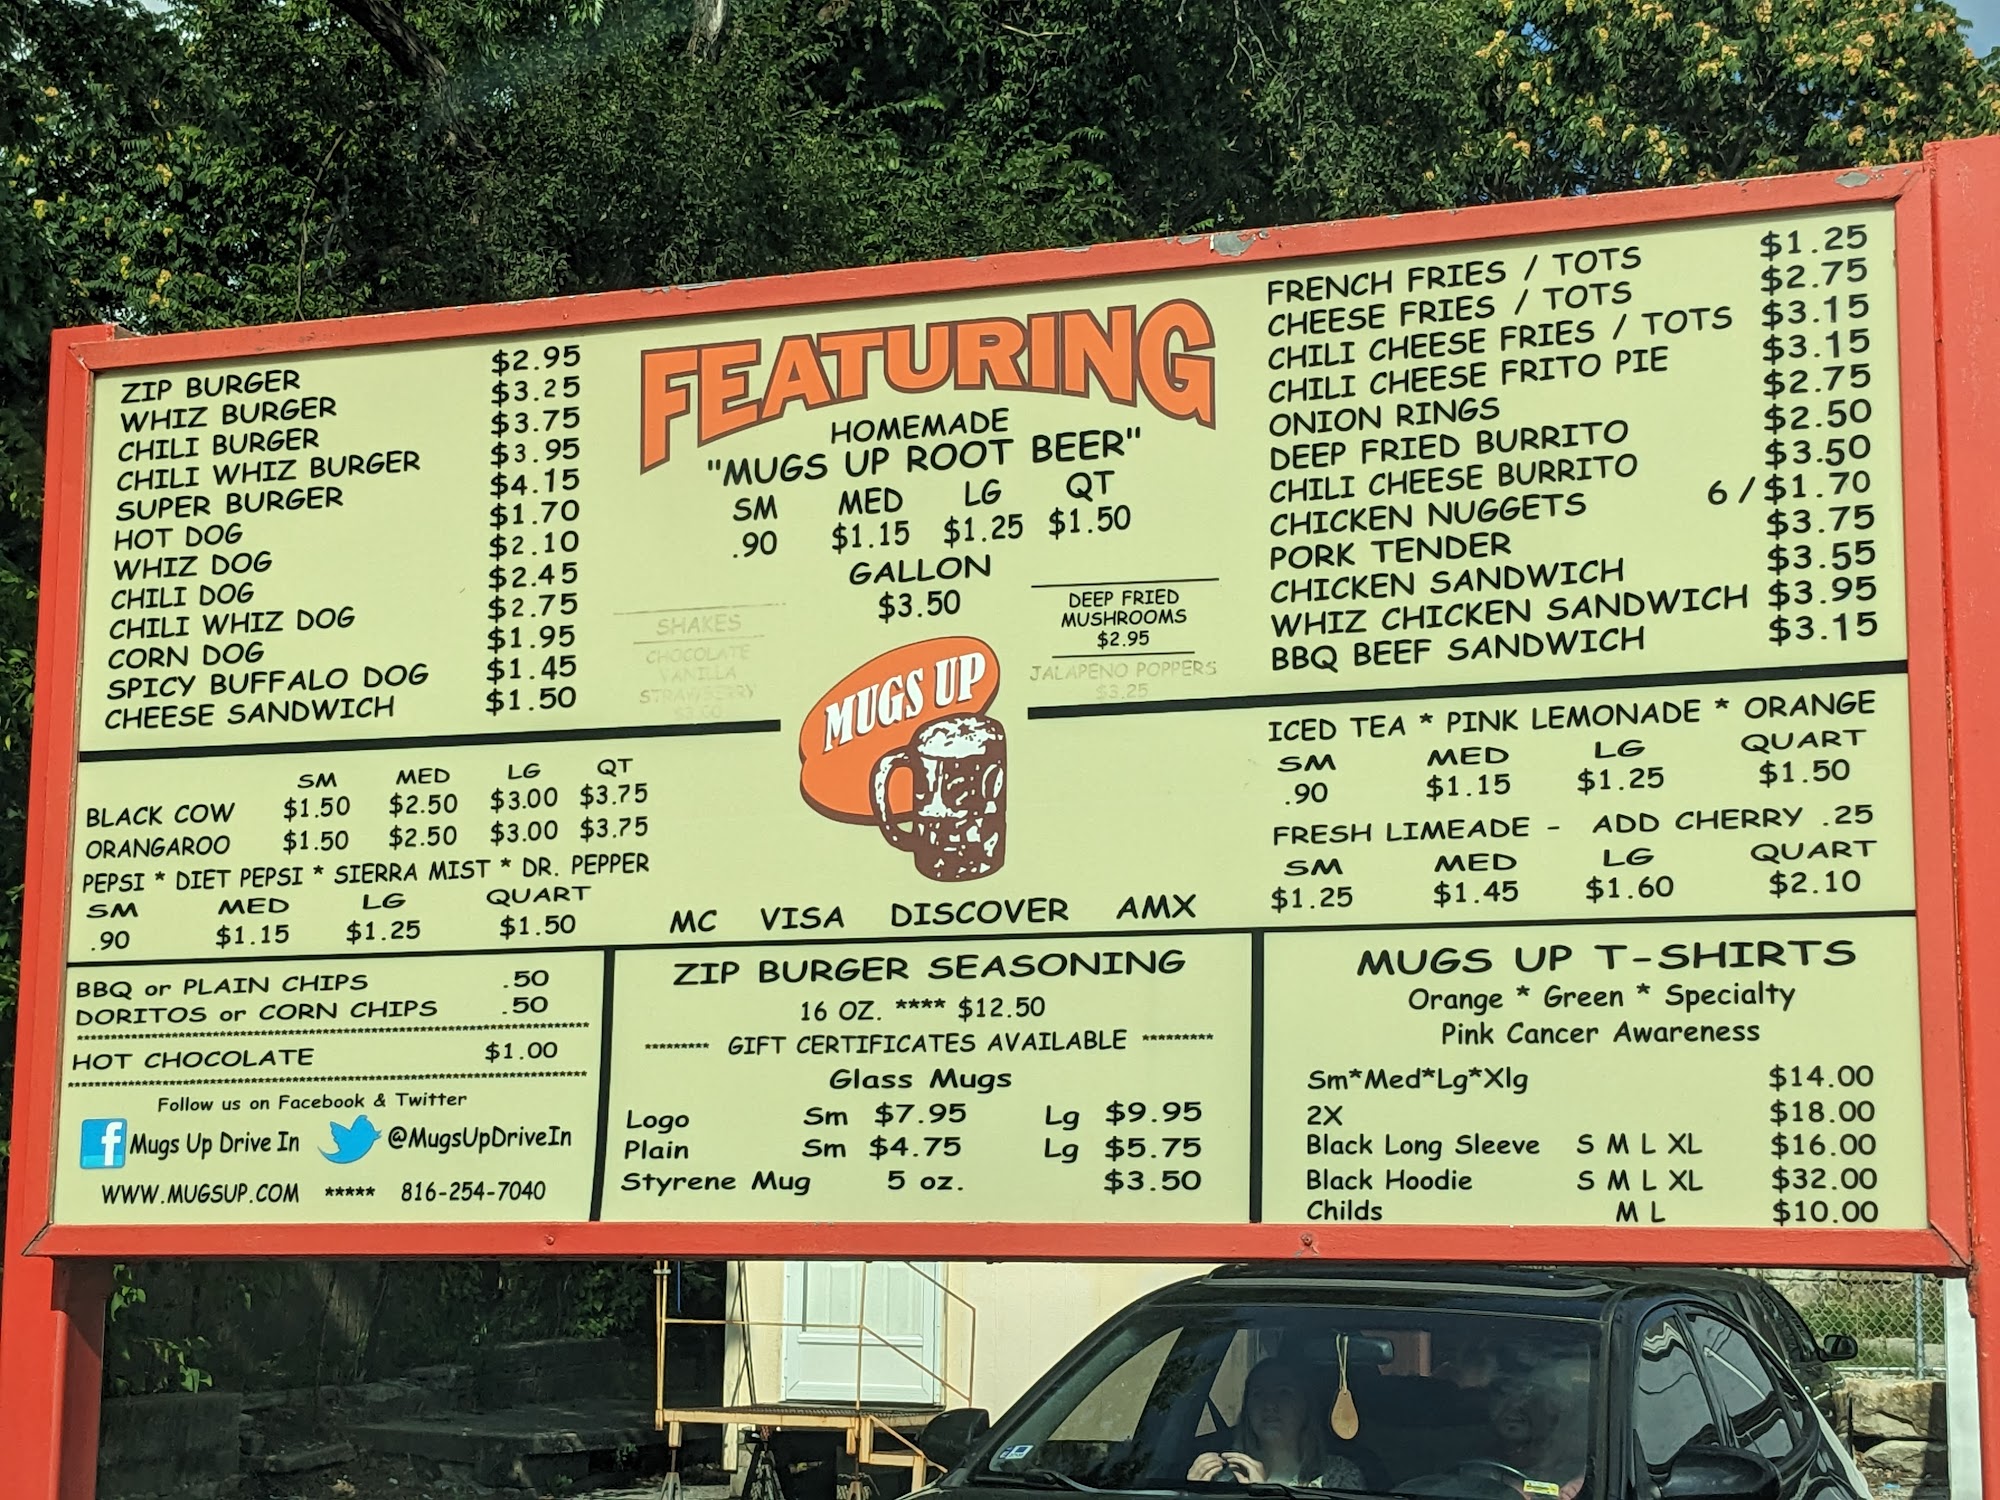 ZIP BURGER $2.95
WHIZ BURGER $3.25
CHILI BURGER $3.75
CHILI WHIZ BURGER $3.95
SUPER BURGER $4.15
HOT DOG $1.70
WHIZ DOG $2.10
CHILI DOG $2.45
CHILI WHIZ DOG $2.75
CORN DOG $1.95
SPICY BUFFALO DOG $1.45
CHEESE SANDWICH $1.50
FEATURING
HOMEMADE
"MUGS UP ROOT BEER"
SM MED LG QT
.90 $1.15 $1.25 $1.50
GALLON
$3.50
SHAKES
CHOCOLATE
VANILLA
STRAWBERRY
$3.00
DEEP FRIED
MUSHROOMS
$2.95
JALAPENO POPPERS
$3.25
MUGS UP
FRENCH FRIES / TOTS $1.25
CHEESE FRIES / TOTS $2.75
CHILI CHEESE FRIES / TOTS $3.15
CHILI CHEESE FRITO PIE $3.15
ONION RINGS $2.75
DEEP FRIED BURRITO $2.50
CHILI CHEESE BURRITO $3.50
CHICKEN NUGGETS 6 / $1.70
PORK TENDER $3.75
CHICKEN SANDWICH $3.55
WHIZ CHICKEN SANDWICH $3.95
BBQ BEEF SANDWICH $3.15
SM MED LG QT
BLACK COW $1.50 $2.50 $3.00 $3.75
ORANGAROO $1.50 $2.50 $3.00 $3.75
PEPSI * DIET PEPSI * SIERRA MIST * DR. PEPPER
SM MED LG QUART
.90 $1.15 $1.25 $1.50
MC VISA DISCOVER AMX
ICED TEA * PINK LEMONADE * ORANGE
SM MED LG QUART
.90 $1.15 $1.25 $1.50
FRESH LIMEADE - ADD CHERRY .25
SM MED LG QUART
$1.25 $1.45 $1.60 $2.10
BBQ or PLAIN CHIPS .50
DORITOS or CORN CHIPS .50
HOT CHOCOLATE $1.00
Follow us on Facebook & Twitter
f Mugs Up Drive In @MugsUpDriveIn
WWW.MUGSUP.COM ***** 816-254-7040
ZIP BURGER SEASONING
16 OZ. **** $12.50
********* GIFT CERTIFICATES AVAILABLE *********
Glass Mugs
Logo Sm $7.95 Lg $9.95
Plain Sm $4.75 Lg $5.75
Styrene Mug 5 oz. $3.50
MUGS UP T-SHIRTS
Orange * Green * Specialty
Pink Cancer Awareness
Sm*Med*Lg*Xlg $14.00
2X $18.00
Black Long Sleeve S M L XL $16.00
Black Hoodie S M L XL $32.00
Childs M L $10.00